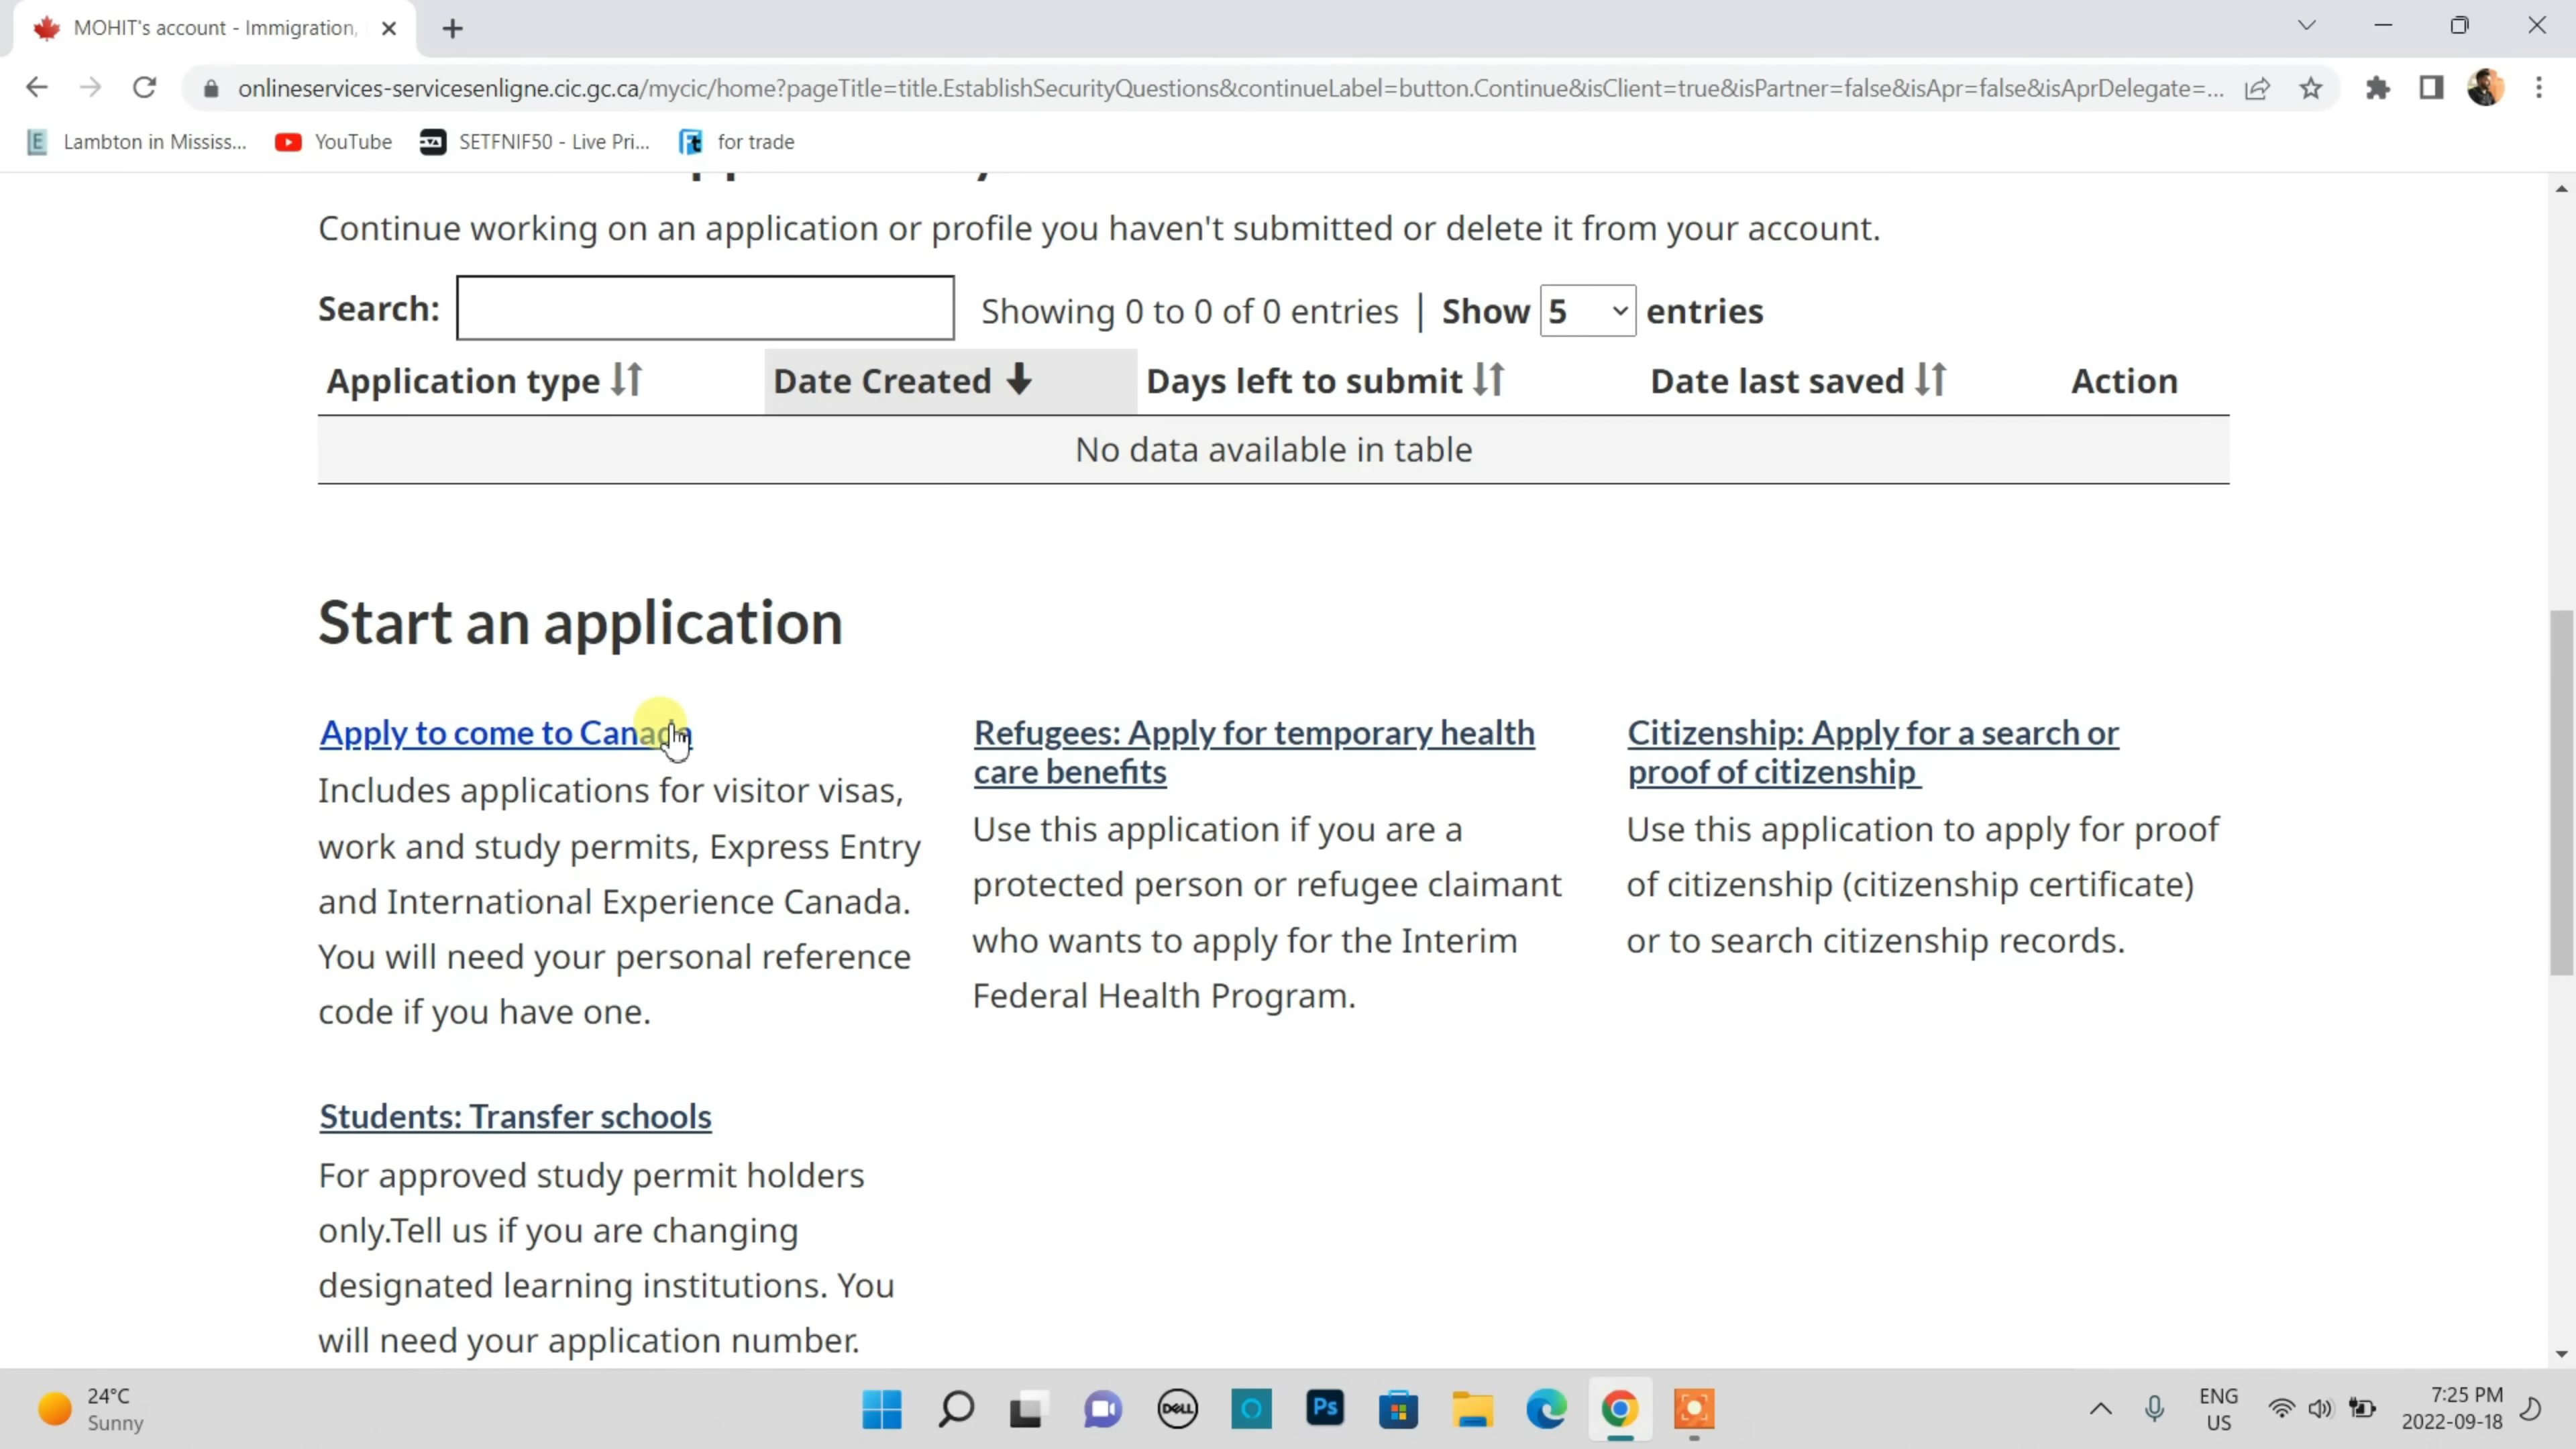 MOHIT's account - Immigration,
onlineservices-servicesenligne.cic.gc.ca/mycic/home?pageTitle=title.EstablishSecurityQuestions&continueLabel=button.Continue&isClient=true&isPartner=false&isApr=false&isAprDelegate=...
Lambton in Mississ... YouTube SETFNIF50 - Live Pri... for trade
Continue working on an application or profile you haven't submitted or delete it from your account.
Search: Showing 0 to 0 of 0 entries | Show 5 entries
Application type Date Created Days left to submit Date last saved Action
No data available in table
Start an application
Apply to come to Canada
Includes applications for visitor visas,
work and study permits, Express Entry
and International Experience Canada.
You will need your personal reference
code if you have one.
Refugees: Apply for temporary health
care benefits
Use this application if you are a
protected person or refugee claimant
who wants to apply for the Interim
Federal Health Program.
Citizenship: Apply for a search or
proof of citizenship
Use this application to apply for proof
of citizenship (citizenship certificate)
or to search citizenship records.
Students: Transfer schools
For approved study permit holders
only.Tell us if you are changing
designated learning institutions. You
will need your application number.
24°C
Sunny
DELL
Ps
ENG
US
7:25 PM
2022-09-18